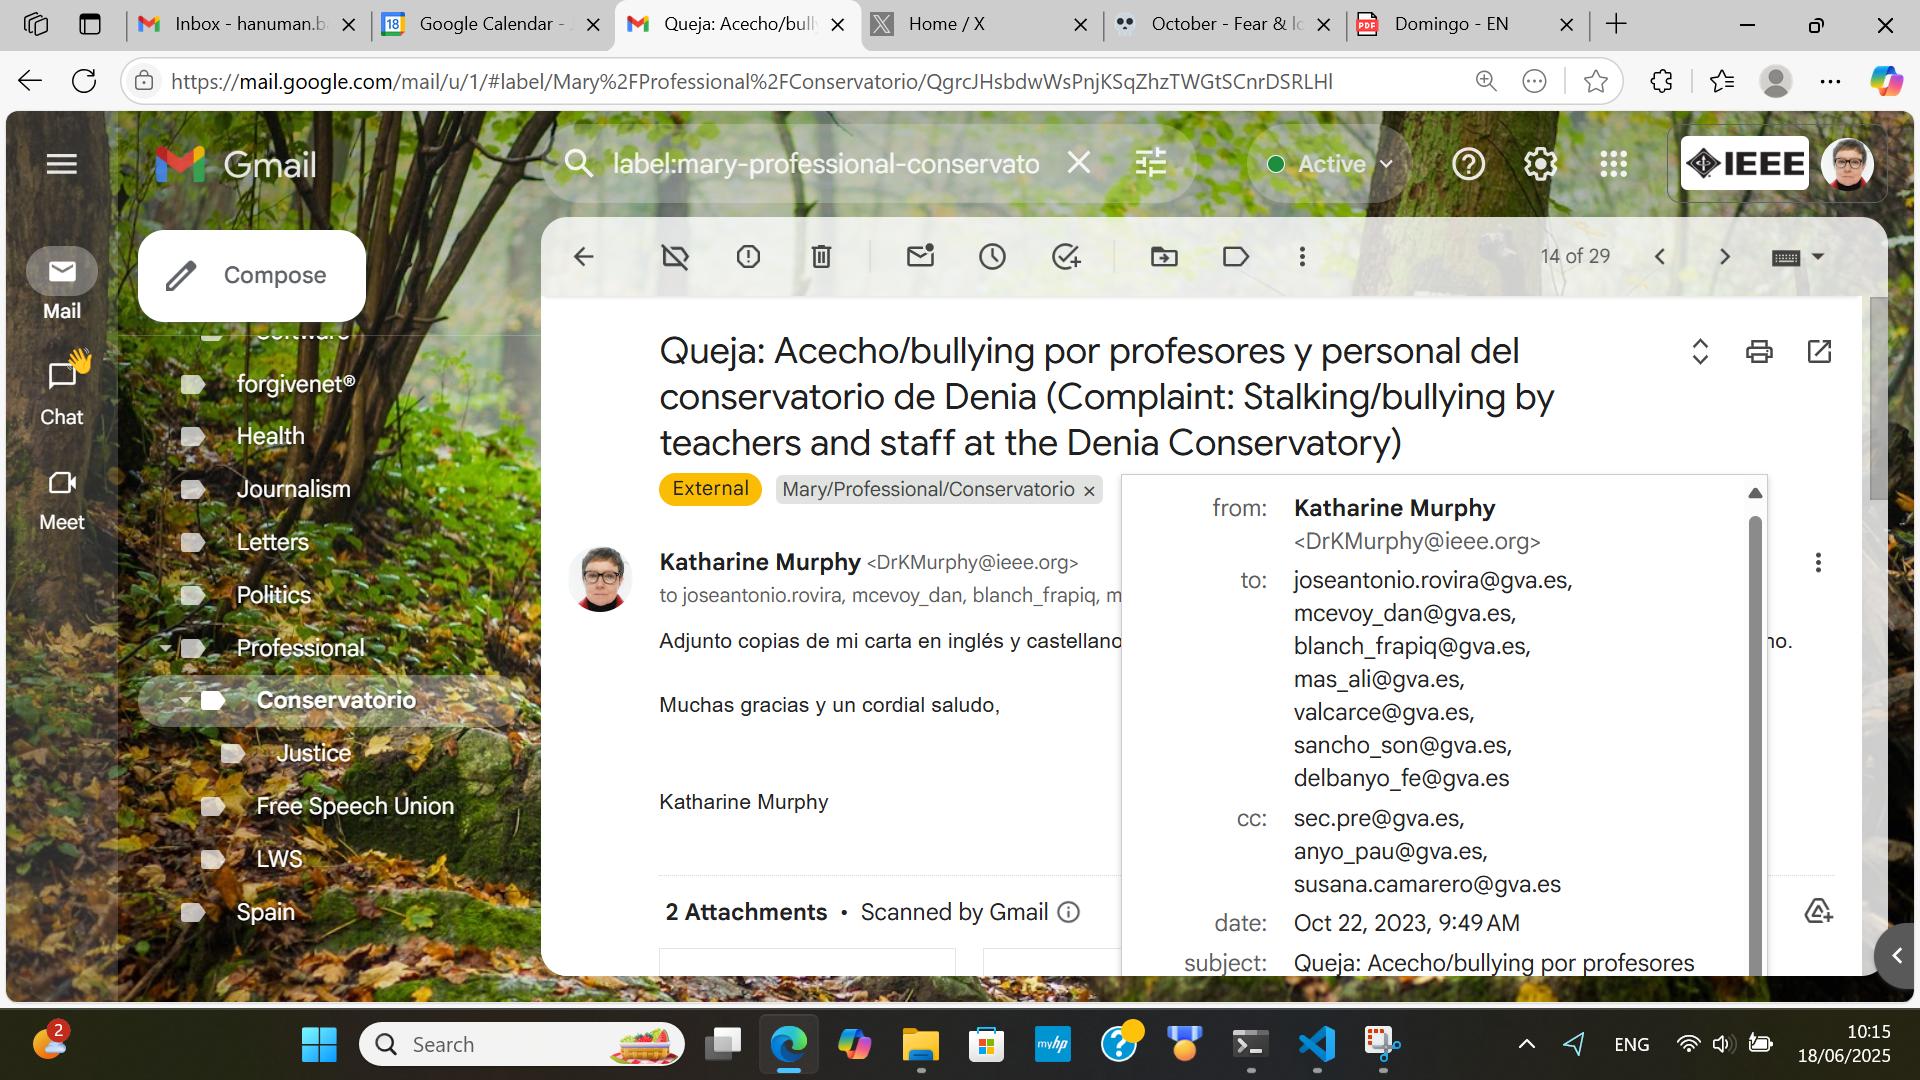 Inbox - hanuman.b
Google Calendar -
Queja: Acecho/bully
Home / X
October - Fear & lo
Domingo - EN
https://mail.google.com/mail/u/1/#label/Mary%2FProfessional%2FConservatorio/QgrcJHsbdwWsPnjKSqZhzTWGtSCnrDSRLHl
Gmail
label:mary-professional-conservato
Active
IEEE
Compose
14 of 29
Mail
Chat
Meet
Software
forgivenet®
Health
Journalism
Letters
Politics
Professional
Conservatorio
Justice
Free Speech Union
LWS
Spain
Queja: Acecho/bullying por profesores y personal del
conservatorio de Denia (Complaint: Stalking/bullying by
teachers and staff at the Denia Conservatory)
External
Mary/Professional/Conservatorio ×
Katharine Murphy <DrKMurphy@ieee.org>
to joseantonio.rovira, mcevoy_dan, blanch_frapiq, m
Adjunto copias de mi carta en inglés y castellano
no.
Muchas gracias y un cordial saludo,
Katharine Murphy
2 Attachments • Scanned by Gmail
from: Katharine Murphy
<DrKMurphy@ieee.org>
to: joseantonio.rovira@gva.es,
mcevoy_dan@gva.es,
blanch_frapiq@gva.es,
mas_ali@gva.es,
valcarce@gva.es,
sancho_son@gva.es,
delbanyo_fe@gva.es
cc: sec.pre@gva.es,
anyo_pau@gva.es,
susana.camarero@gva.es
date: Oct 22, 2023, 9:49 AM
subject: Queja: Acecho/bullying por profesores
2
Search
myhp
ENG
10:15
18/06/2025